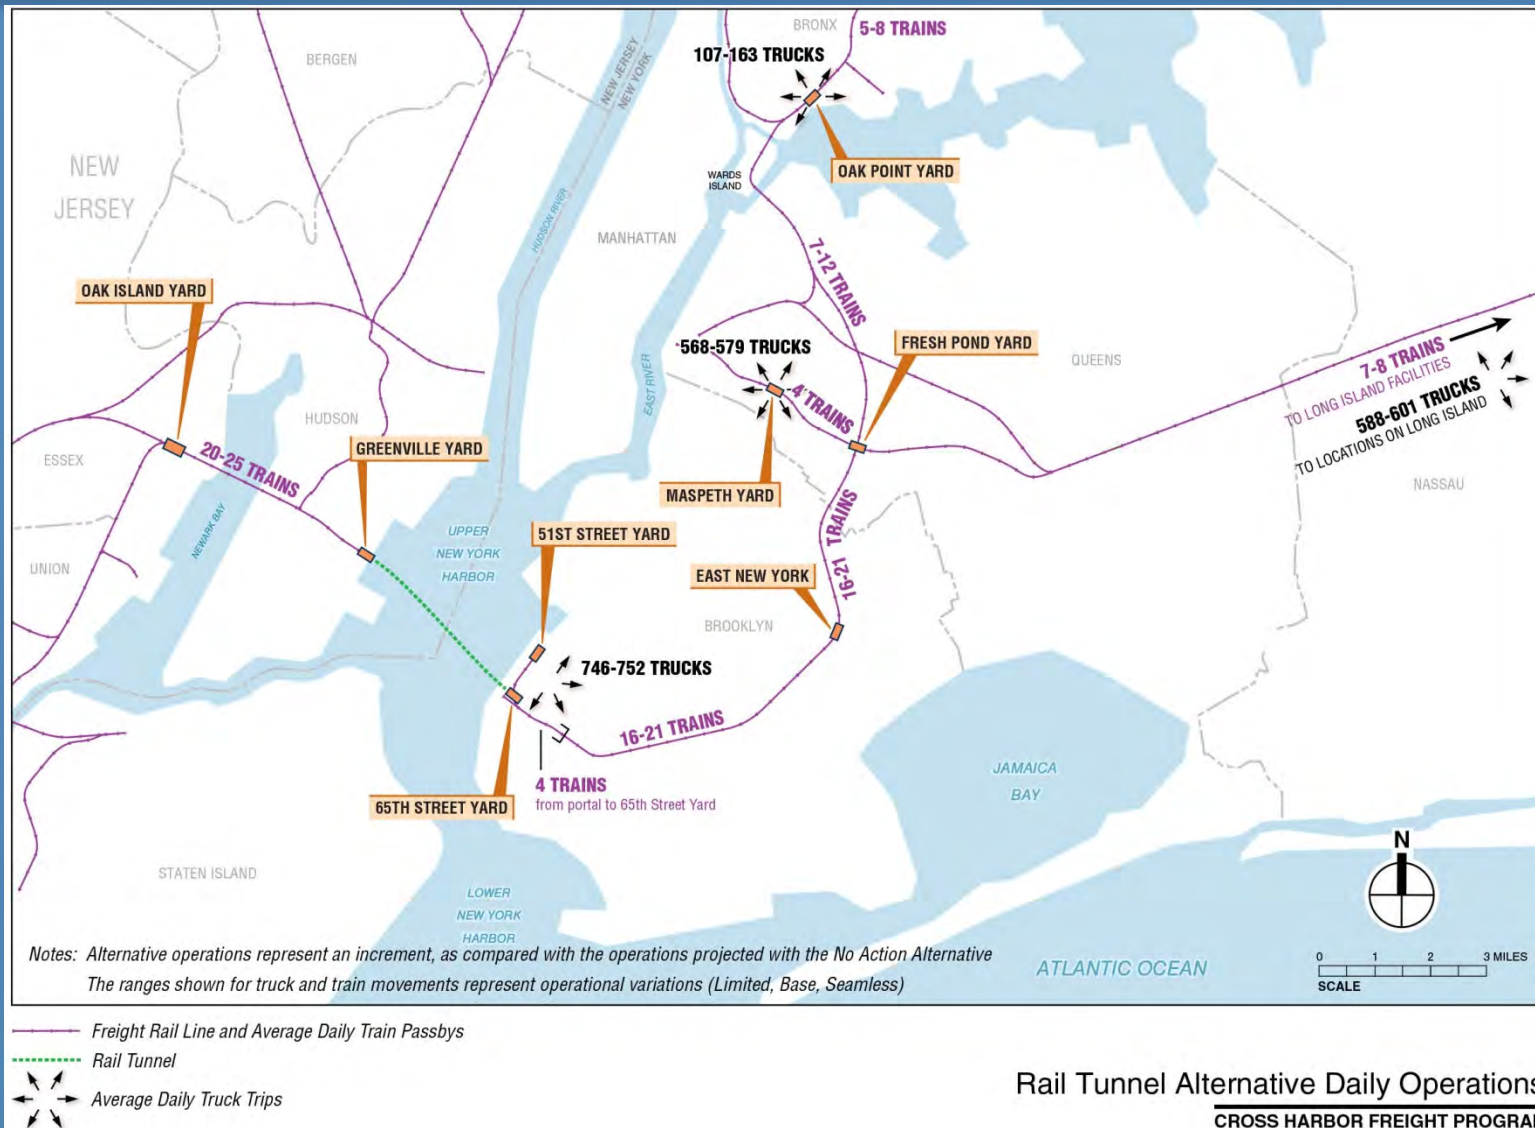 BRONX
5-8 TRAINS
107-163 TRUCKS
BERGEN
NEW JERSEY
NEW YORK
NEW
JERSEY
OAK POINT YARD
WARDS
ISLAND
HUDSON RIVER
MANHATTAN
7-12 TRAINS
OAK ISLAND YARD
568-579 TRUCKS
FRESH POND YARD
QUEENS
7-8 TRAINS
TO LONG ISLAND FACILITIES
588-601 TRUCKS
TO LOCATIONS ON LONG ISLAND
EAST RIVER
4 TRAINS
HUDSON
GREENVILLE YARD
20-25 TRAINS
ESSEX
MASPETH YARD
NASSAU
NEWARK BAY
UPPER
NEW YORK
HARBOR
51ST STREET YARD
16-21 TRAINS
UNION
EAST NEW YORK
BROOKLYN
746-752 TRUCKS
16-21 TRAINS
4 TRAINS
from portal to 65th Street Yard
65TH STREET YARD
JAMAICA
BAY
STATEN ISLAND
LOWER
NEW YORK
HARBOR
N
Notes: Alternative operations represent an increment, as compared with the operations projected with the No Action Alternative
The ranges shown for truck and train movements represent operational variations (Limited, Base, Seamless)
ATLANTIC OCEAN
0 1 2 3 MILES
SCALE
Freight Rail Line and Average Daily Train Passbys
Rail Tunnel
Average Daily Truck Trips
Rail Tunnel Alternative Daily Operations
CROSS HARBOR FREIGHT PROGRA